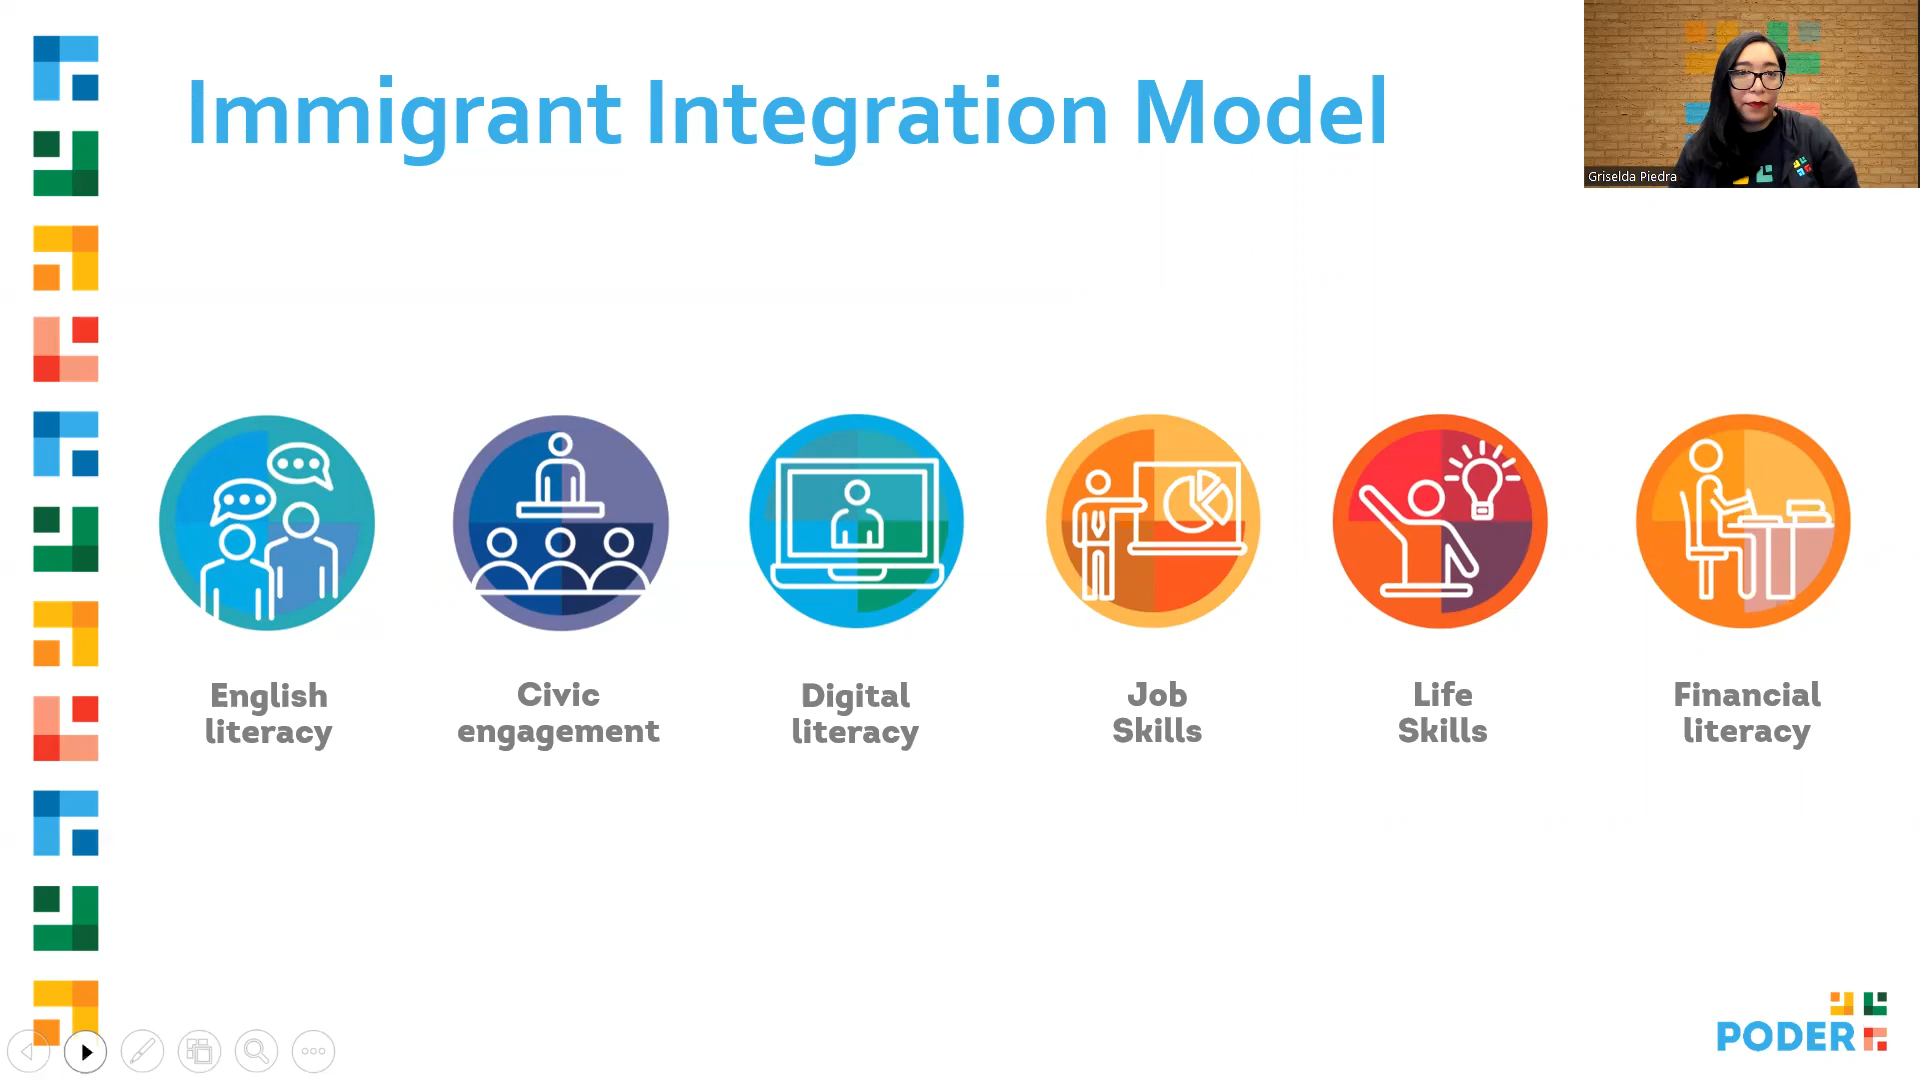 Immigrant Integration Model
Griselda Piedra
English
literacy
Civic
engagement
Digital
literacy
Job
Skills
Life
Skills
Financial
literacy
PODER